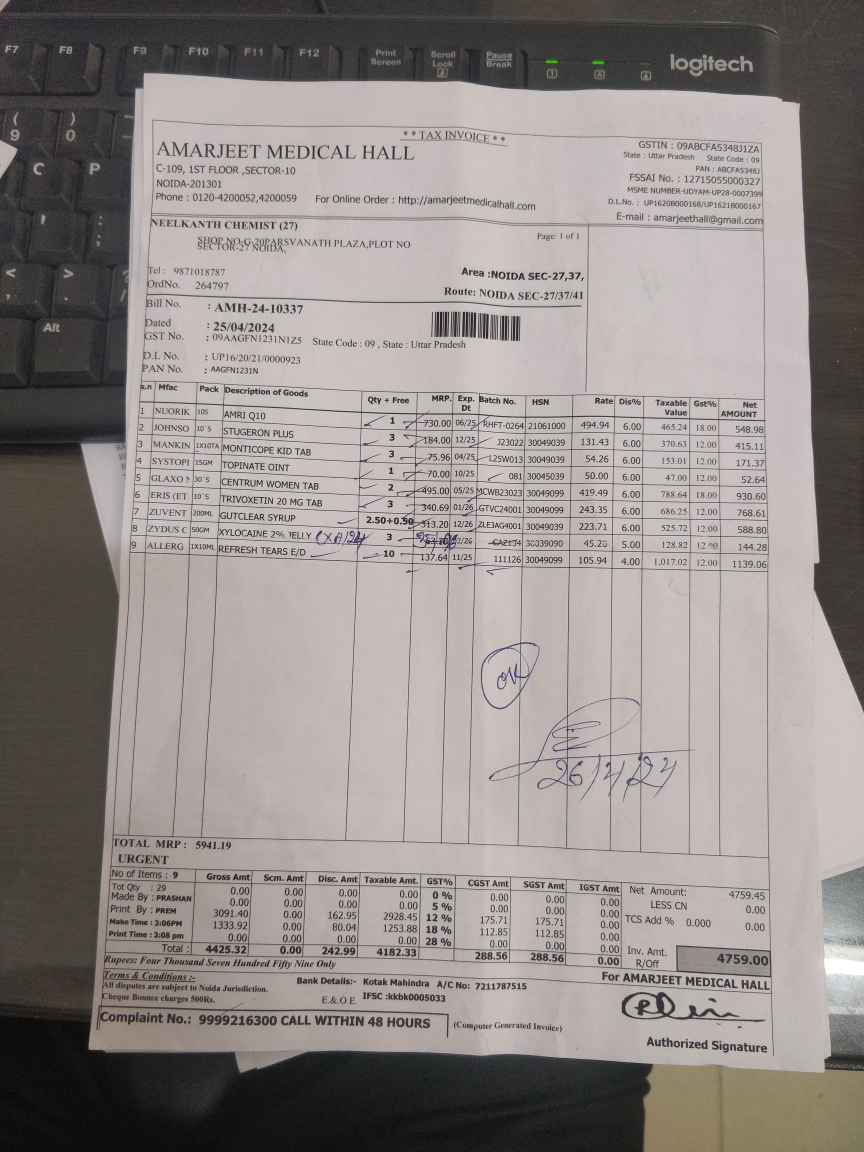 F7 F8 F9 F10 F11 F12 Print Screen Scroll Lock Pause Break logitech
( 9 ) 0
C P
Alt
* * TAX INVOICE * *
AMARJEET MEDICAL HALL
C-109, 1ST FLOOR ,SECTOR-10
NOIDA-201301
Phone : 0120-4200052,4200059 For Online Order : http://amarjeetmedicalhall.com
GSTIN : 09ABCFA5348J1ZA
State : Uttar Pradesh State Code : 09
PAN : ABCFA5348J
FSSAI No. : 12715055000327
MSME NUMBER-UDYAM-UP28-0007399
D.L.No. : UP1620B000168/UP1621B000167
E-mail : amarjeethall@gmail.com
NEELKANTH CHEMIST (27)
Page: 1 of 1
SHOP NO-G-20PARSVANATH PLAZA,PLOT NO
SECTOR-27 NOIDA,
Tel : 9871018787
Area :NOIDA SEC-27,37,
OrdNo. 264797
Route: NOIDA SEC-27/37/41
Bill No. : AMH-24-10337
Dated : 25/04/2024
GST No. : 09AAGFN1231N1Z5 State Code : 09 , State : Uttar Pradesh
D.L No. : UP16/20/21/0000923
PAN No. : AAGFN1231N
s.n Mfac Pack Description of Goods Qty + Free MRP. Exp. Dt Batch No. HSN Rate Dis% Taxable Value Gst% Net AMOUNT
1 NUORIK 10S AMRI Q10 1 730.00 06/25 RHFT-0264 21061000 494.94 6.00 465.24 18.00 548.98
2 JOHNSO 10`S STUGERON PLUS 3 184.00 12/25 J23022 30049039 131.43 6.00 370.63 12.00 415.11
3 MANKIN 1X10TA MONTICOPE KID TAB 3 75.96 04/25 L25W013 30049039 54.26 6.00 153.01 12.00 171.37
4 SYSTOPI 15GM TOPINATE OINT 1 70.00 10/25 081 30045039 50.00 6.00 47.00 12.00 52.64
5 GLAXO 30`S CENTRUM WOMEN TAB 2 495.00 05/25 MCWB23023 30049099 419.49 6.00 788.64 18.00 930.60
6 ERIS (ET 10`S TRIVOXETIN 20 MG TAB 3 340.69 01/26 GTVC24001 30049099 243.35 6.00 686.25 12.00 768.61
7 ZUVENT 200ML GUTCLEAR SYRUP 2.50+0.50 313.20 12/26 ZLE3AG4001 30049039 223.71 6.00 525.72 12.00 588.80
8 ZYDUS C 50GM XYLOCAINE 2% JELLY 3 30039090 45.20 5.00 128.82 12.00 144.28
9 ALLERG 1X10ML REFRESH TEARS E/D 10 137.64 11/25 111126 30049099 105.94 4.00 1,017.02 12.00 1139.06
OK
26/4/24
TOTAL MRP : 5941.19
URGENT
No of Items : 9 Gross Amt Scm. Amt Disc. Amt Taxable Amt. GST% CGST Amt SGST Amt IGST Amt Net Amount: 4759.45
Tot Qty : 29 0.00 0.00 0.00 0.00 0 % 0.00 0.00 0.00 LESS CN 0.00
Made By : PRASHAN 0.00 0.00 0.00 0.00 5 % 0.00 0.00 0.00 TCS Add % 0.000 0.00
Print By : PREM 3091.40 0.00 162.95 2928.45 12 % 175.71 175.71 0.00
Make Time : 3:06PM 1333.92 0.00 80.04 1253.88 18 % 112.85 112.85 0.00
Print Time : 3:08 pm 0.00 0.00 0.00 0.00 28 % 0.00 0.00 0.00
Total : 4425.32 0.00 242.99 4182.33 288.56 288.56 0.00 Inv. Amt. R/Off 4759.00
Rupees: Four Thousand Seven Hundred Fifty Nine Only
For AMARJEET MEDICAL HALL
Terms & Conditions :-
All disputes are subject to Noida Jurisdiction.
Cheque Bounce charges 500Rs.
E.&.O.E.
Bank Details:- Kotak Mahindra A/C No: 7211787515
IFSC :kkbk0005033
Complaint No.: 9999216300 CALL WITHIN 48 HOURS
(Computer Generated Invoice)
Authorized Signature